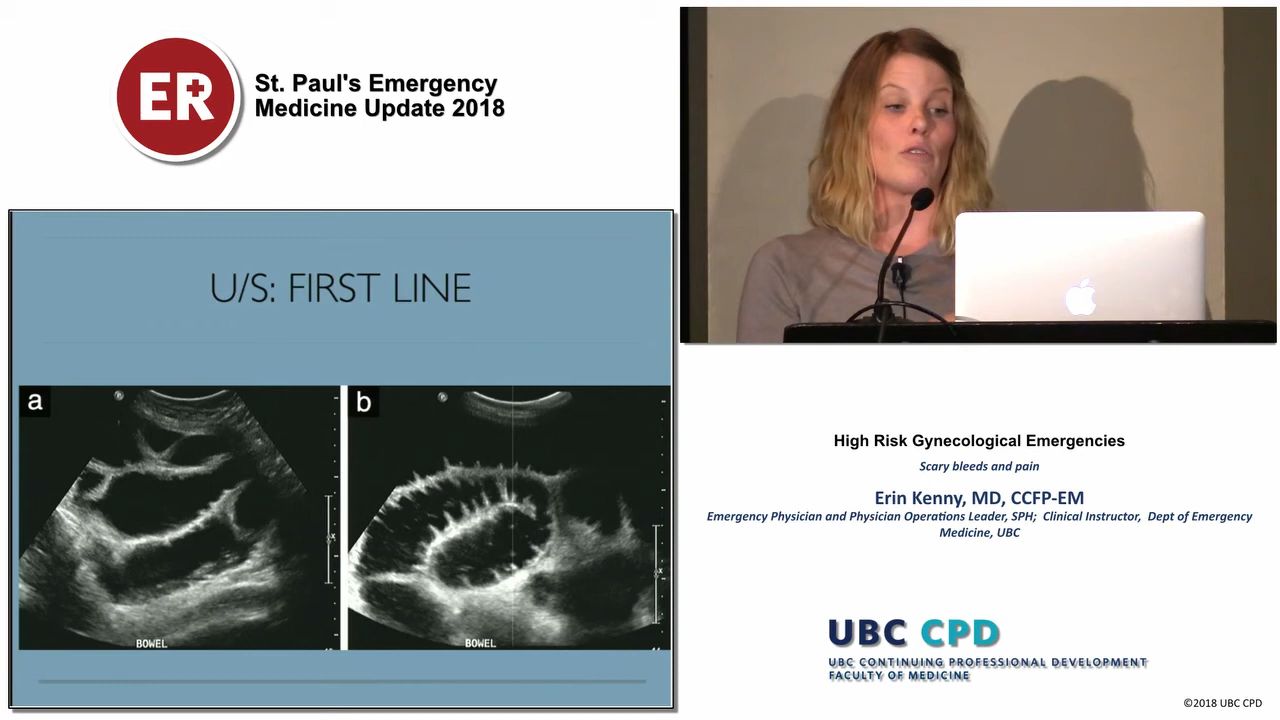 ER
St. Paul's Emergency
Medicine Update 2018
U/S: FIRST LINE
a
b
BOWEL
BOWEL
High Risk Gynecological Emergencies
Scary bleeds and pain
Erin Kenny, MD, CCFP-EM
Emergency Physician and Physician Operations Leader, SPH; Clinical Instructor, Dept of Emergency
Medicine, UBC
UBC CPD
UBC CONTINUING PROFESSIONAL DEVELOPMENT
FACULTY OF MEDICINE
©2018 UBC CPD